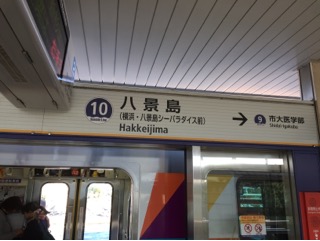 10
八景島
(横浜・八景島シーパラダイス前)
Hakkeijima
→
9
市大医学部
Shidai-Igakubu